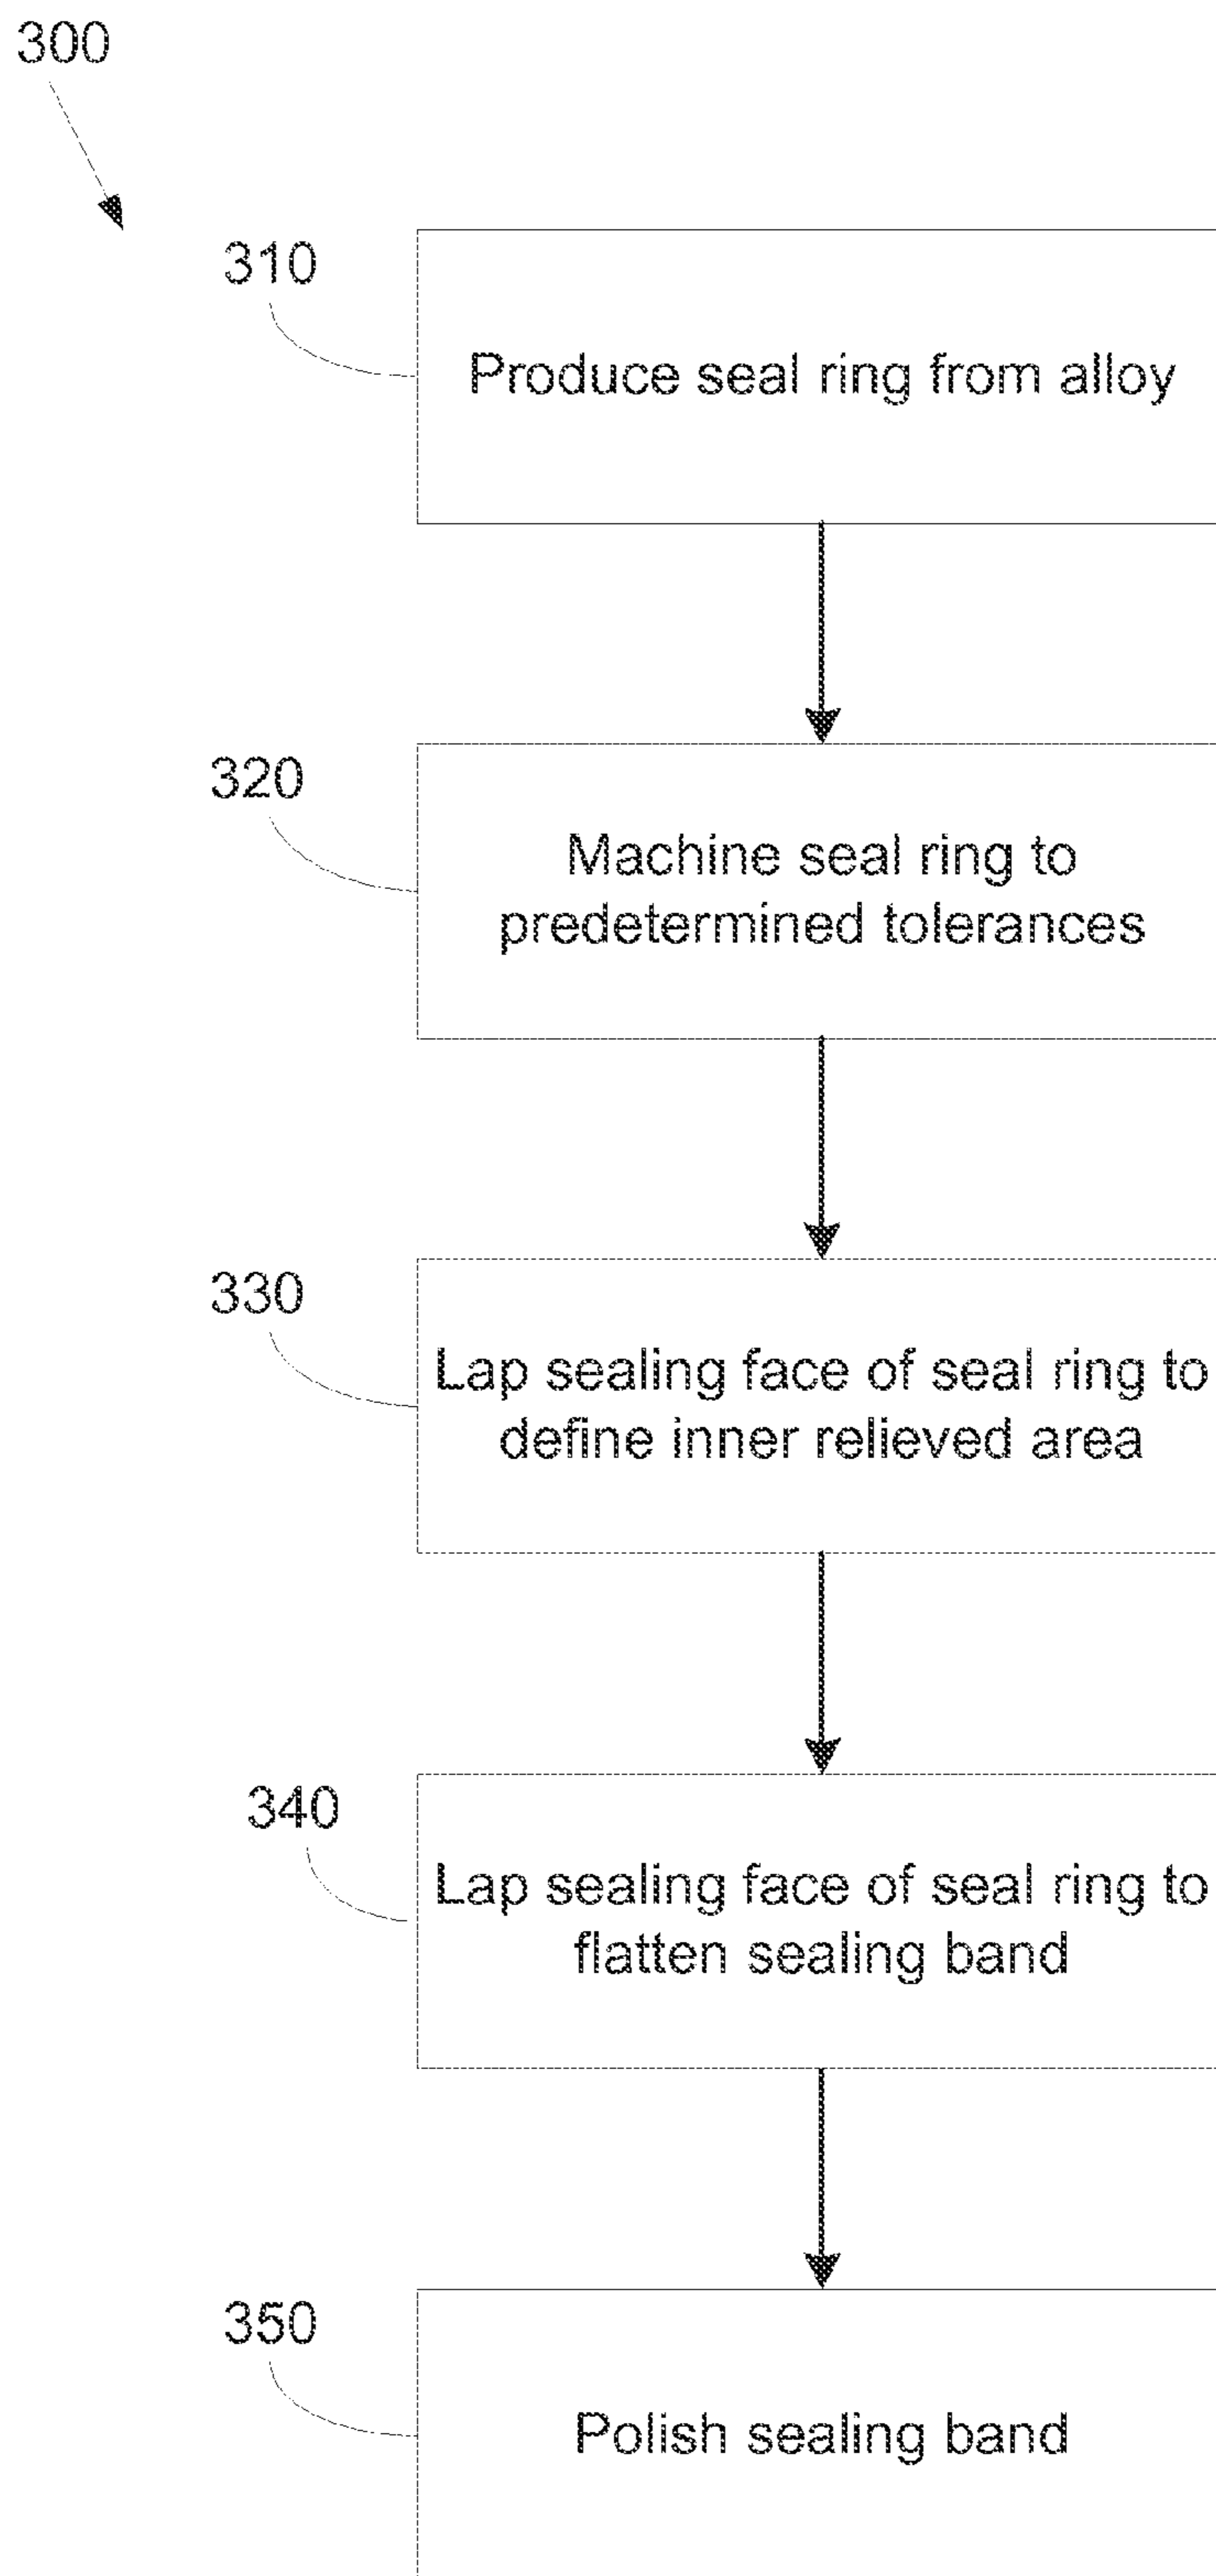 300
310
Produce seal ring from alloy
320
Machine seal ring to
predetermined tolerances
330
Lap sealing face of seal ring to
define inner relieved area
340
Lap sealing face of seal ring to
flatten sealing band
350
Polish sealing band